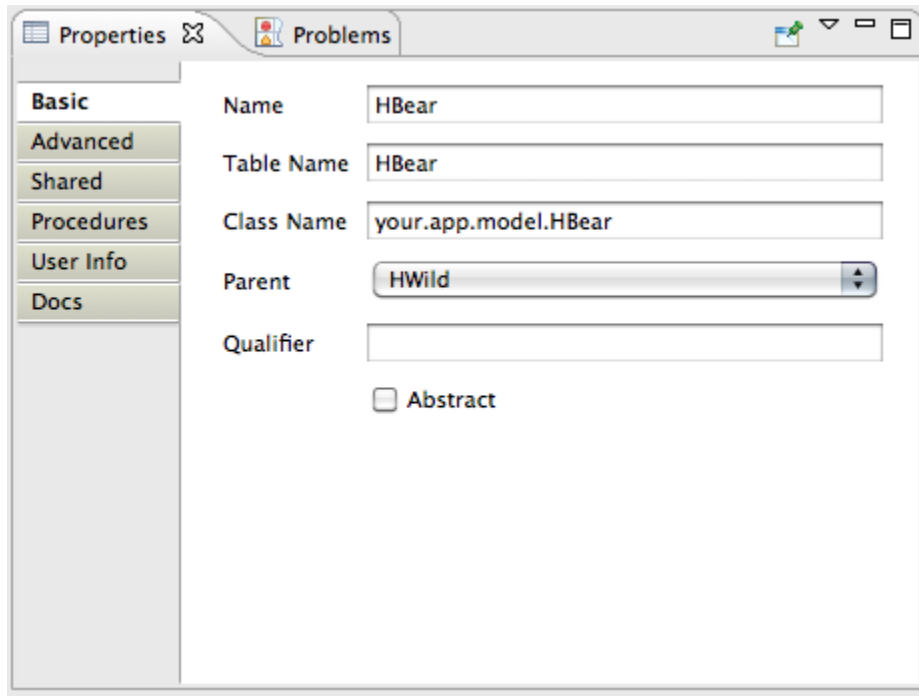 Properties Problems
Basic
Advanced
Shared
Procedures
User Info
Docs
Name HBear
Table Name HBear
Class Name your.app.model.HBear
Parent HWild
Qualifier
Abstract